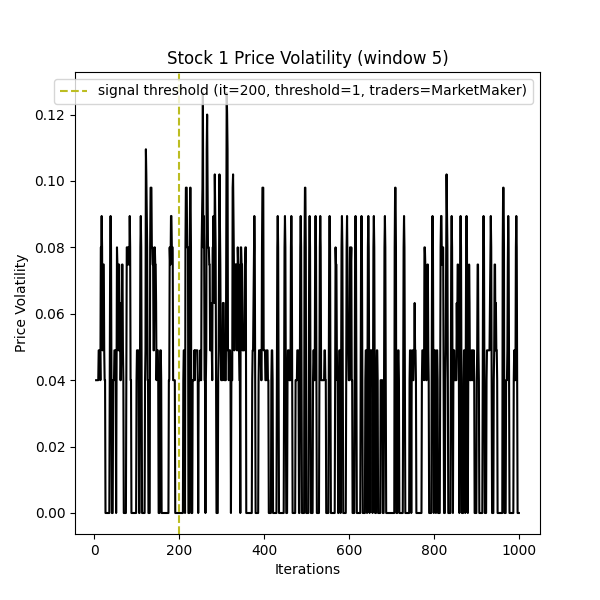 Stock 1 Price Volatility (window 5)
signal threshold (it=200, threshold=1, traders=MarketMaker)
Price Volatility
0.12
0.10
0.08
0.06
0.04
0.02
0.00
0 200 400 600 800 1000
Iterations